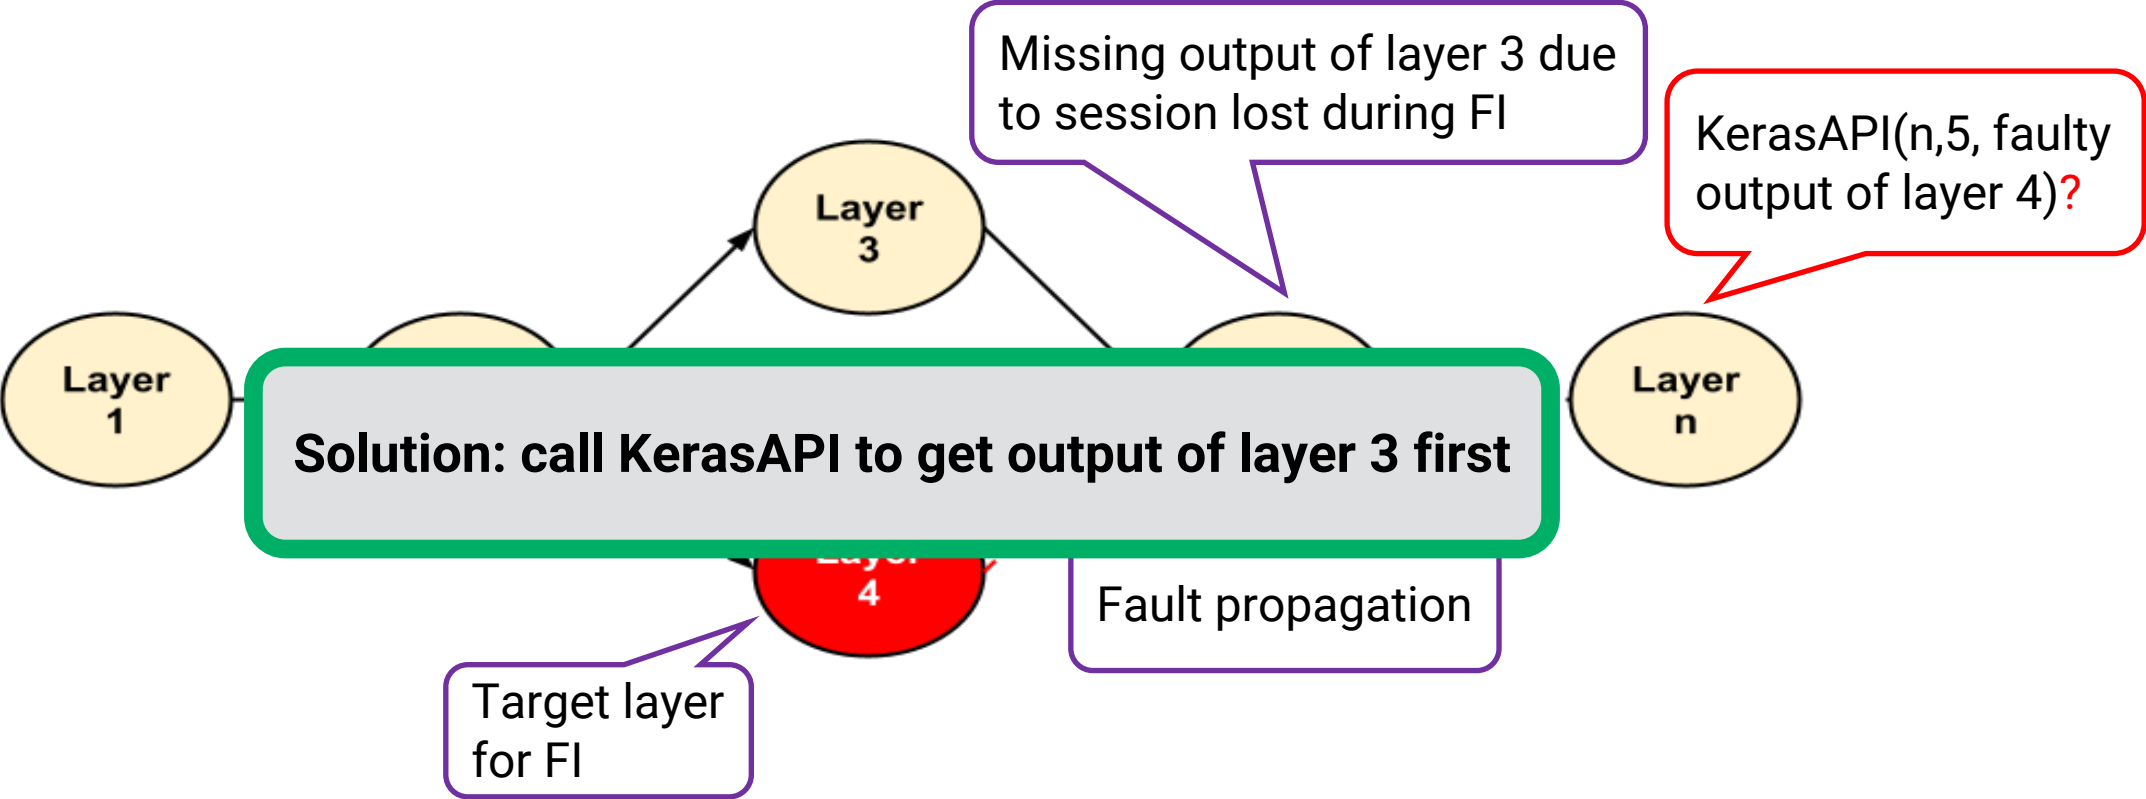 Missing output of layer 3 due
to session lost during FI
KerasAPI(n,5, faulty
output of layer 4)?
Layer
3
Layer
1
Layer
n
Solution: call KerasAPI to get output of layer 3 first
Layer
4
Fault propagation
Target layer
for FI